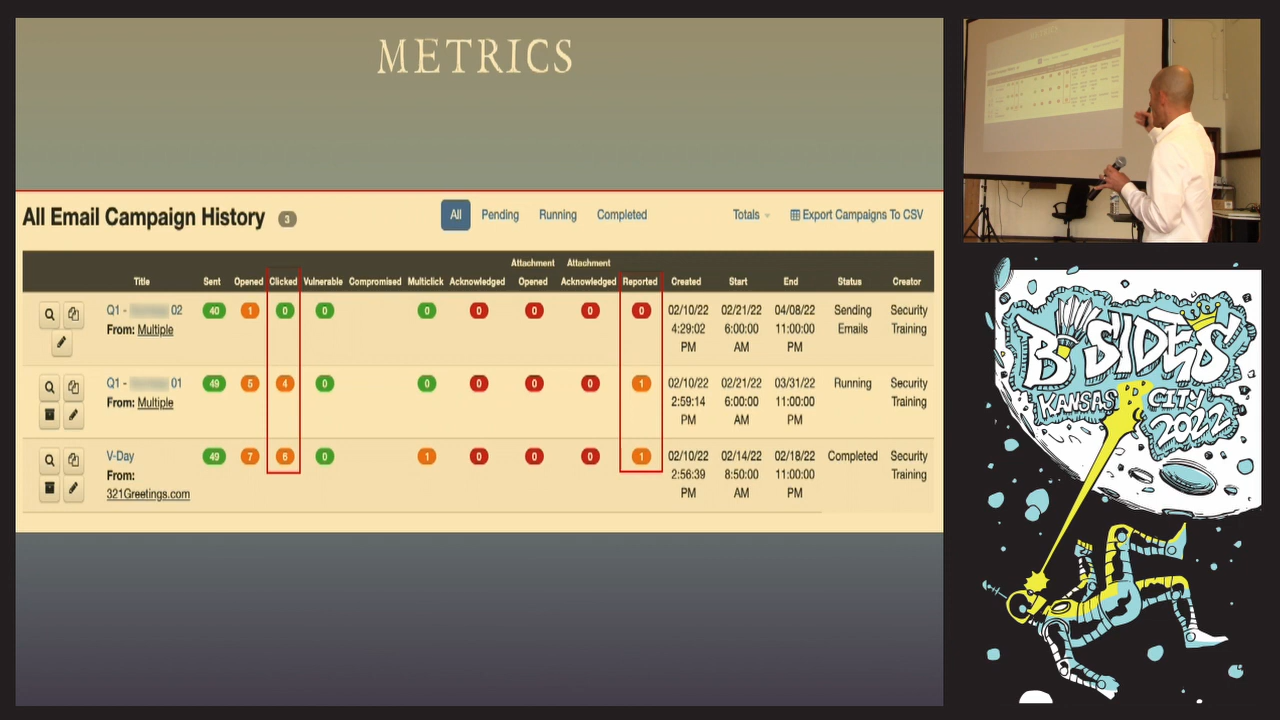 METRICS
All Email Campaign History 3
All Pending Running Completed Totals Export Campaigns To CSV
Title Sent Opened Clicked Vulnerable Compromised Multiclick Acknowledged Attachment Opened Attachment Acknowledged Reported Created Start End Status Creator
Q1 - 02 40 1 0 0 0 0 0 0 0 02/10/22 02/21/22 04/08/22 Sending Security
From: Multiple 4:29:02 6:00:00 11:00:00 Emails Training
PM AM PM
Q1 - 01 49 5 4 0 0 0 0 0 1 02/10/22 02/21/22 03/31/22 Running Security
From: Multiple 2:59:14 6:00:00 11:00:00 Training
PM AM PM
V-Day 49 7 6 0 1 0 0 0 1 02/10/22 02/14/22 02/18/22 Completed Security
From: 2:56:39 8:50:00 11:00:00 Training
321Greetings.com PM AM PM
BSIDES
KANSAS CITY
2022